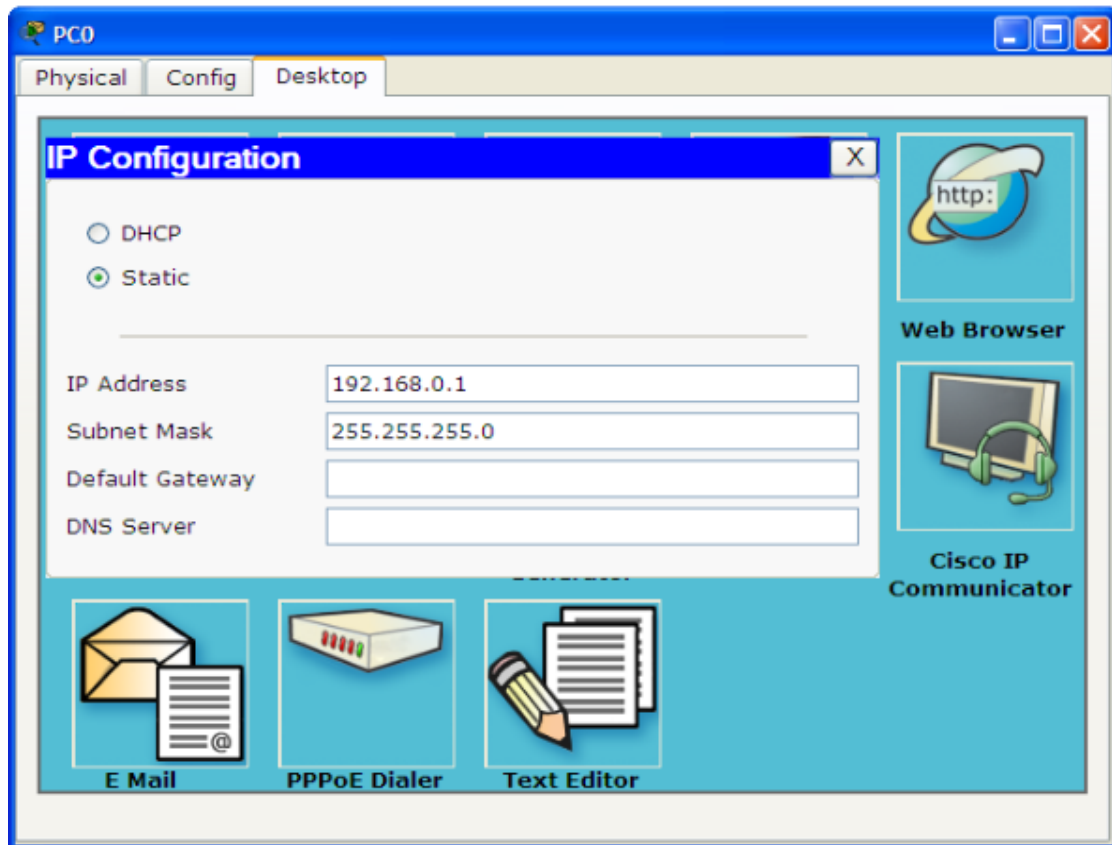 PC0
Physical Config Desktop
IP Configuration X
http:
DHCP
Static
Web Browser
IP Address 192.168.0.1
Subnet Mask 255.255.255.0
Default Gateway
DNS Server
Cisco IP
Communicator
@
E Mail PPPoE Dialer Text Editor